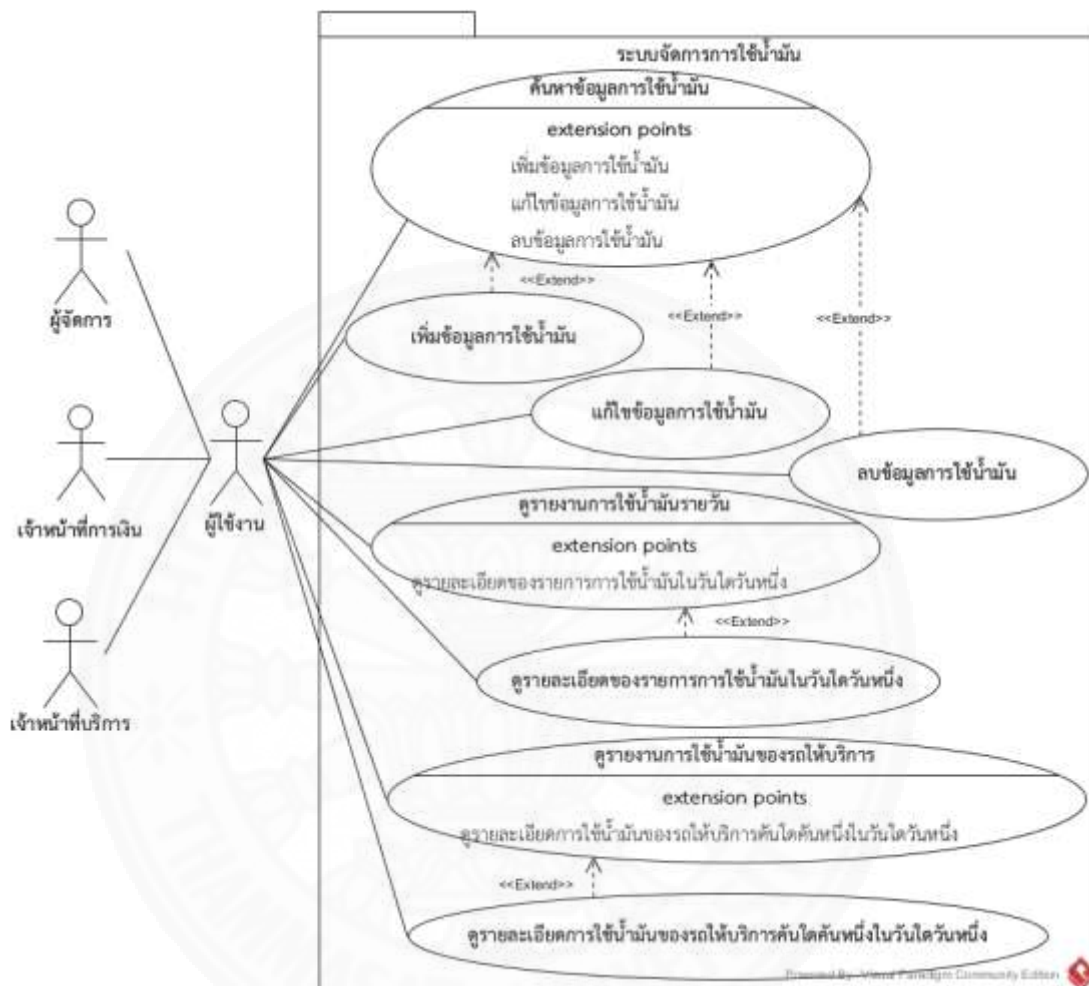 ระบบจัดการการใช้น้ำมัน
ค้นหาข้อมูลการใช้น้ำมัน
extension points
เพิ่มข้อมูลการใช้น้ำมัน
แก้ไขข้อมูลการใช้น้ำมัน
ลบข้อมูลการใช้น้ำมัน
<<Extend>>
<<Extend>>
<<Extend>>
ผู้จัดการ
เพิ่มข้อมูลการใช้น้ำมัน
แก้ไขข้อมูลการใช้น้ำมัน
ลบข้อมูลการใช้น้ำมัน
เจ้าหน้าที่การเงิน
ผู้ใช้งาน
ดูรายงานการใช้น้ำมันรายวัน
extension points
ดูรายละเอียดของรายการการใช้น้ำมันในวันใดวันหนึ่ง
<<Extend>>
ดูรายละเอียดของรายการการใช้น้ำมันในวันใดวันหนึ่ง
เจ้าหน้าที่บริการ
ดูรายงานการใช้น้ำมันของรถให้บริการ
extension points
ดูรายละเอียดการใช้น้ำมันของรถให้บริการคันใดคันหนึ่งในวันใดวันหนึ่ง
<<Extend>>
ดูรายละเอียดการใช้น้ำมันของรถให้บริการคันใดคันหนึ่งในวันใดวันหนึ่ง
Powered By Visual Paradigm Community Edition